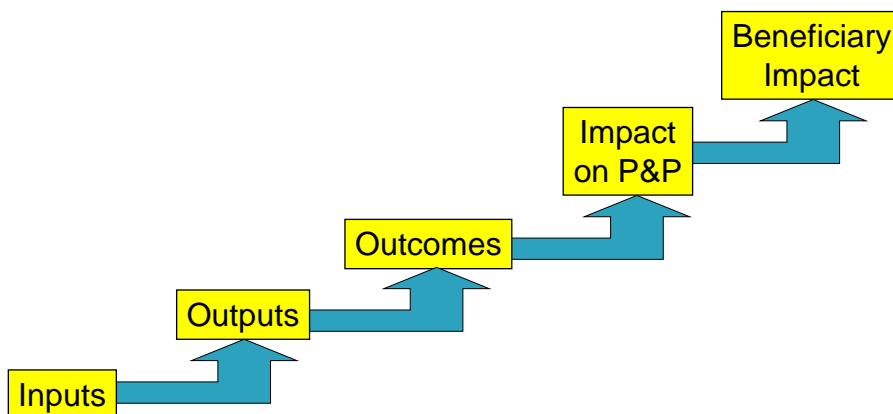 Beneficiary
Impact
Impact
on P&P
Outcomes
Outputs
Inputs